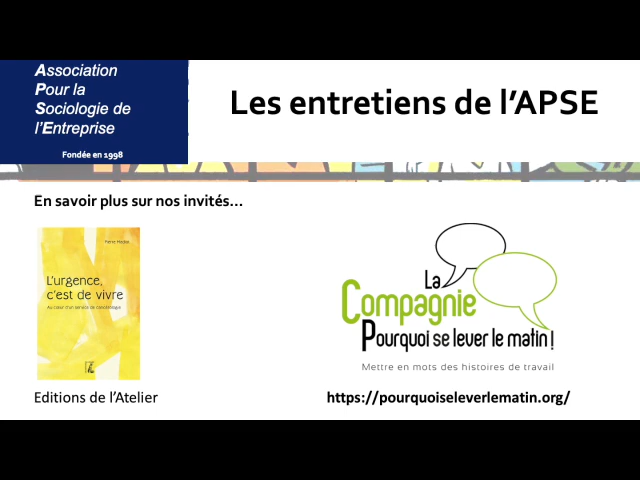 Association
Pour la
Sociologie de
l'Entreprise
Fondée en 1998
Les entretiens de l'APSE
En savoir plus sur nos invités...
L'urgence,
c'est de vivre
Editions de l'Atelier
La
Compagnie
Pourquoi se lever le matin!
Mettre en mots des histoires de travail
https://pourquoiseleverlematin.org/